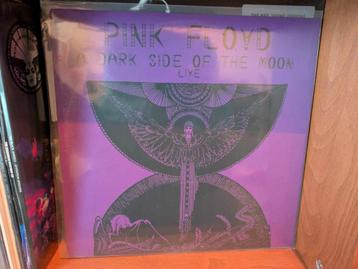 PINK FLOYD
A DARK SIDE OF THE MOON
LIVE